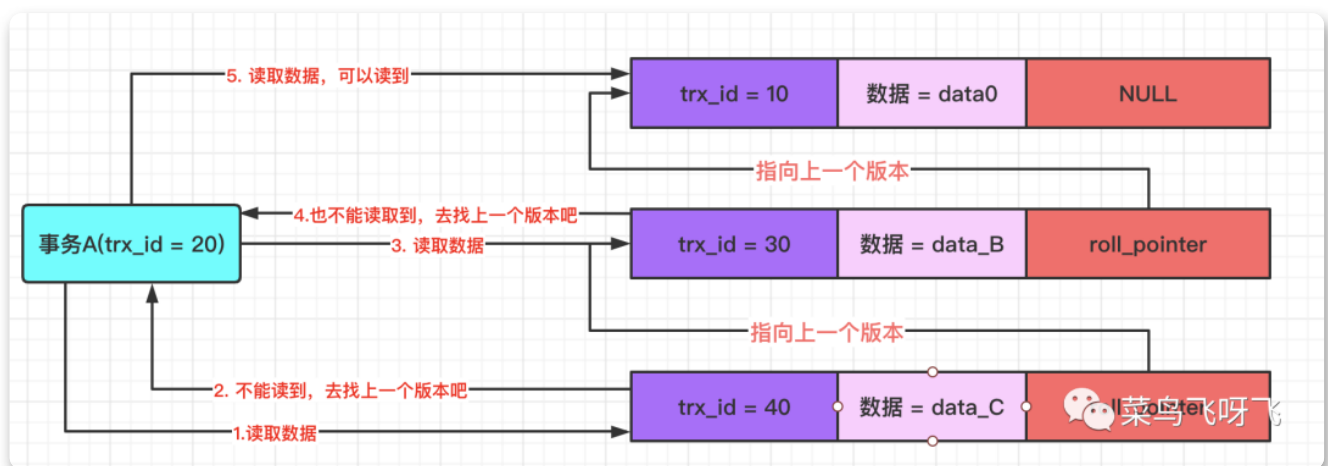 5. 读取数据，可以读到
trx_id = 10
数据 = data0
NULL
指向上一个版本
4.也不能读取到，去找上一个版本吧
事务A(trx_id = 20)
3. 读取数据
trx_id = 30
数据 = data_B
roll_pointer
指向上一个版本
2. 不能读到，去找上一个版本吧
trx_id = 40
数据 = data_C
菜鸟飞呀飞
1.读取数据